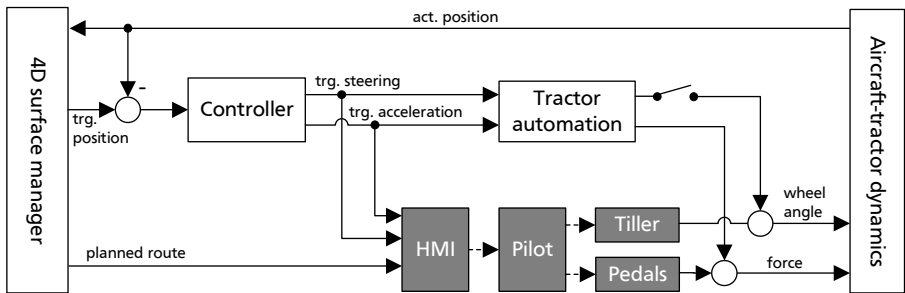 act. position
4D surface manager
trg. position
-
Controller
trg. steering
trg. acceleration
Tractor
automation
Aircraft-tractor dynamics
planned route
HMI
Pilot
Tiller
Pedals
wheel
angle
force